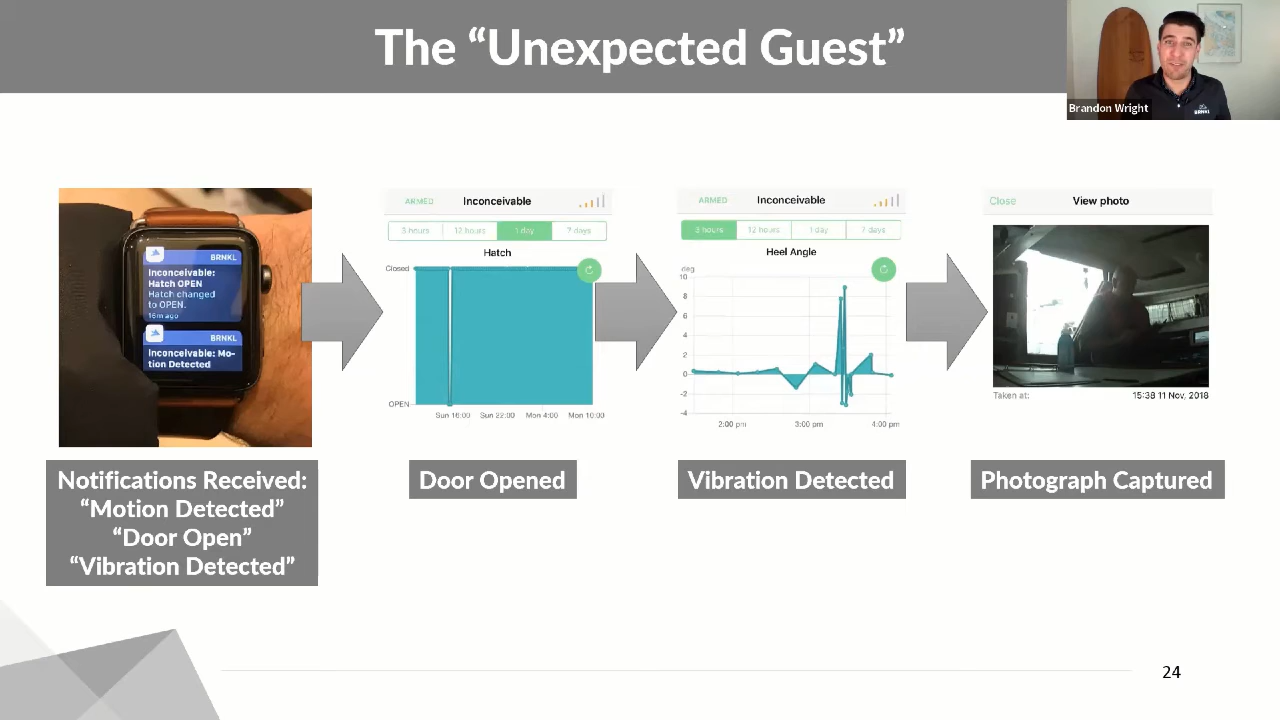 The “Unexpected Guest”
Brandon Wright
BRNKL
BRNKL
Inconceivable:
Hatch OPEN
Hatch changed
to OPEN.
16m ago
BRNKL
Inconceivable: Mo-
tion Detected
Notifications Received:
“Motion Detected”
“Door Open”
“Vibration Detected”
ARMED Inconceivable
3 hours 12 hours 1 day 7 days
Hatch
Closed
OPEN
Sun 16:00 Sun 22:00 Mon 4:00 Mon 10:00
Door Opened
ARMED Inconceivable
3 hours 12 hours 1 day 7 days
Heel Angle
deg
10
8
6
4
2
0
-2
-4
2:00 pm 3:00 pm 4:00 pm
Vibration Detected
Close View photo
Taken at: 15:38 11 Nov, 2018
Photograph Captured
24